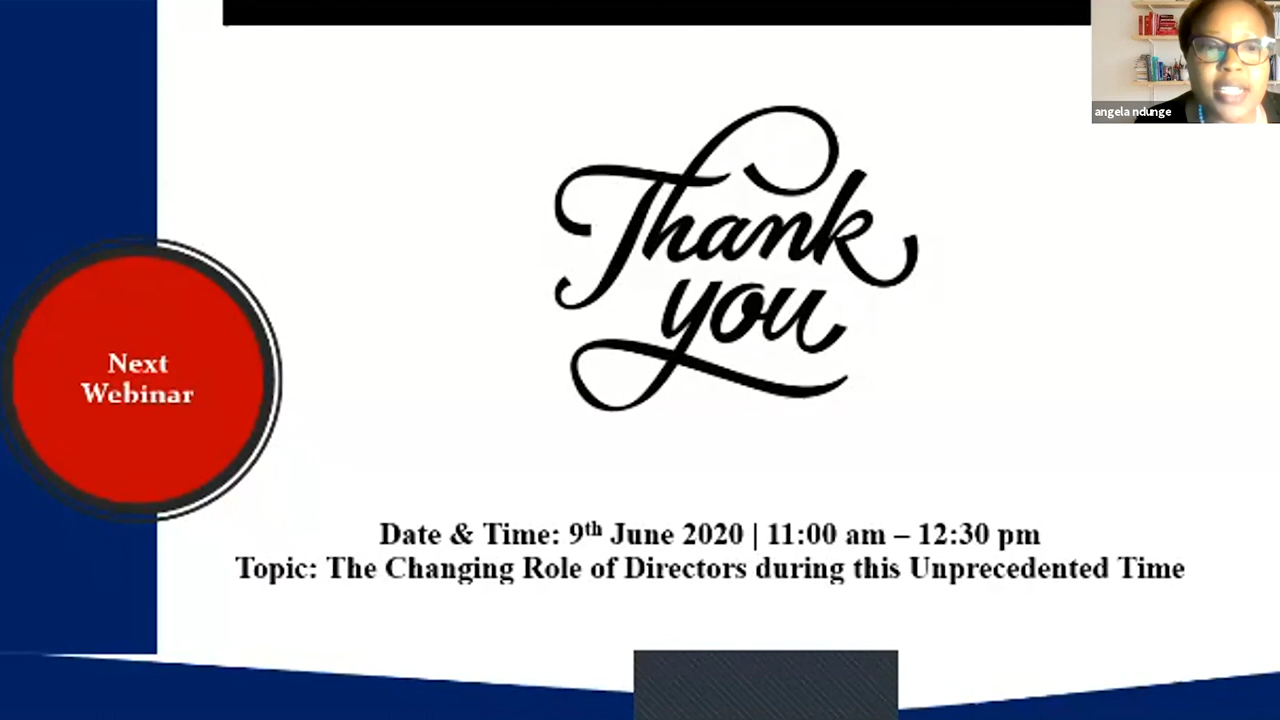 angela ndunge
Thank
you
Next
Webinar
Date & Time: 9th June 2020 | 11:00 am – 12:30 pm
Topic: The Changing Role of Directors during this Unprecedented Time